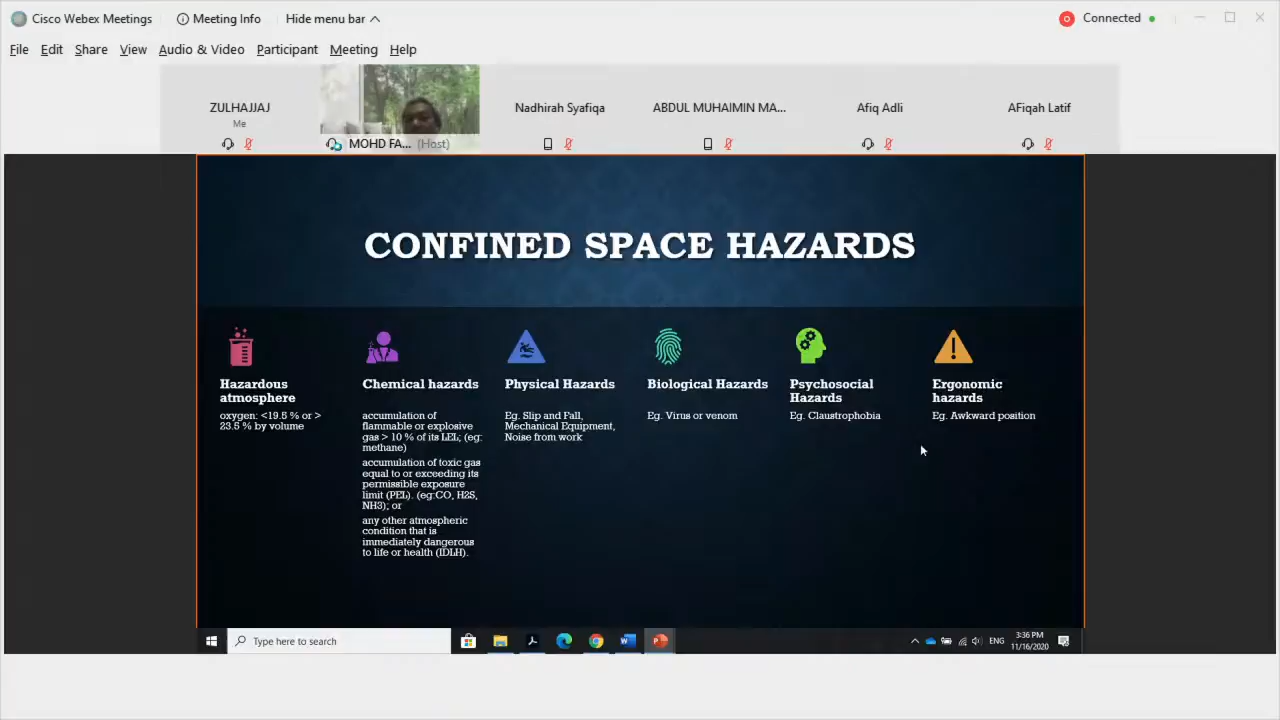 Cisco Webex Meetings
Meeting Info
Hide menu bar
Connected
File Edit Share View Audio & Video Participant Meeting Help
ZULHAJJAJ
Me
MOHD FA... (Host)
Nadhirah Syafiqa
ABDUL MUHAIMIN MA...
Afiq Adli
AFiqah Latif
CONFINED SPACE HAZARDS
Hazardous
atmosphere
oxygen: <19.5 % or >
23.5 % by volume
Chemical hazards
accumulation of
flammable or explosive
gas > 10 % of its LEL; (eg:
methane)
accumulation of toxic gas
equal to or exceeding its
permissible exposure
limit (PEL). (eg:CO, H2S,
NH3); or
any other atmospheric
condition that is
immediately dangerous
to life or health (IDLH).
Physical Hazards
Eg. Slip and Fall,
Mechanical Equipment,
Noise from work
Biological Hazards
Eg. Virus or venom
Psychosocial
Hazards
Eg. Claustrophobia
Ergonomic
hazards
Eg. Awkward position
Type here to search
ENG
3:36 PM
11/16/2020